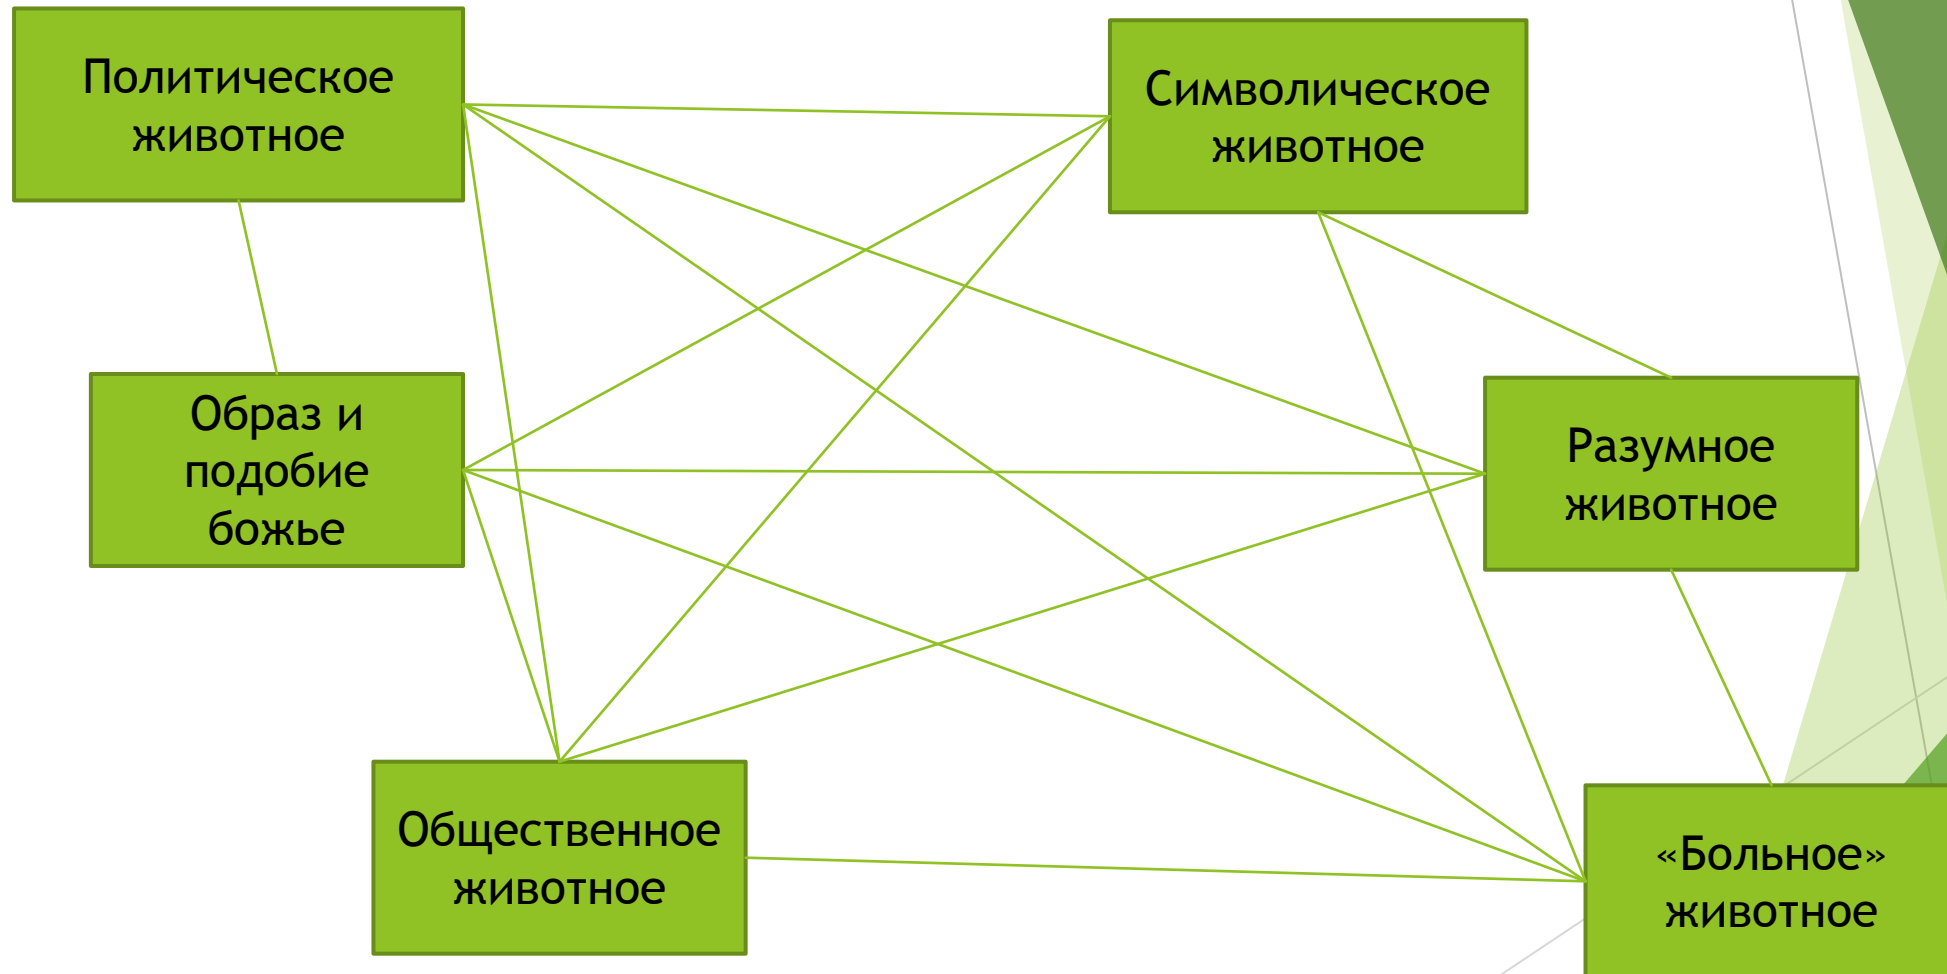 Политическое
животное
Символическое
животное
Образ и
подобие
божье
Разумное
животное
Общественное
животное
«Больное»
животное